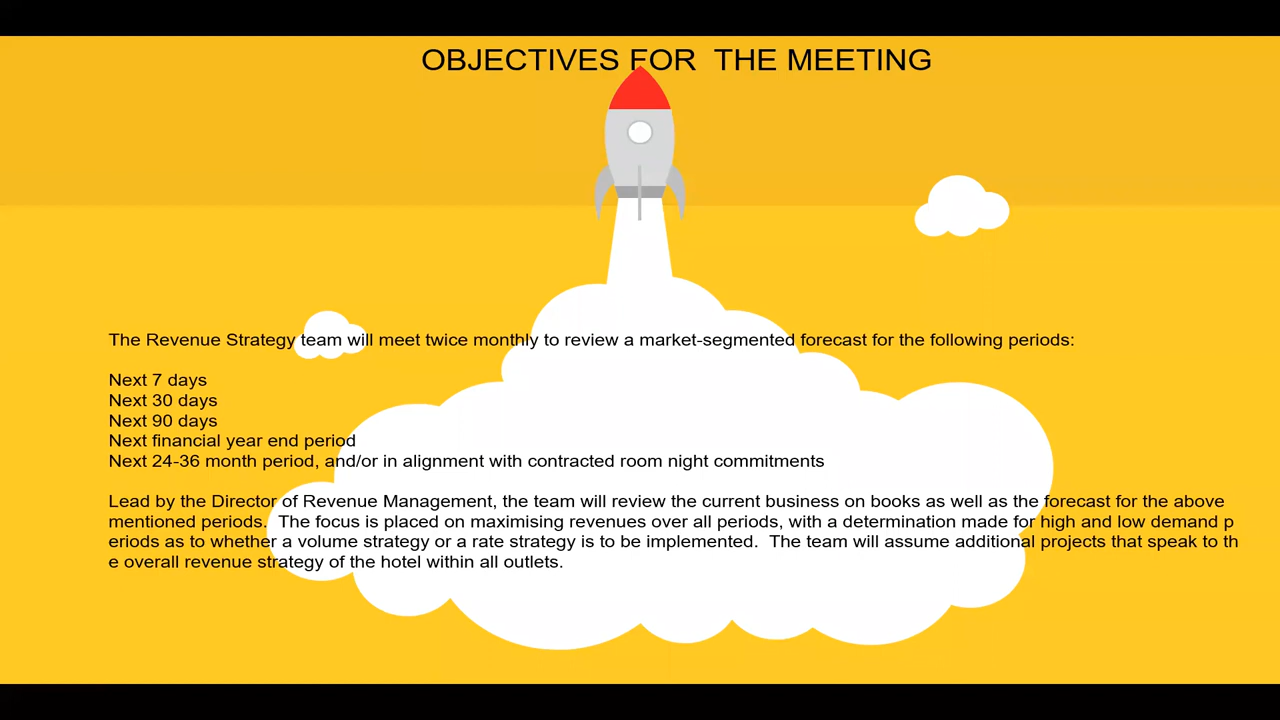 OBJECTIVES FOR  THE MEETING
The Revenue Strategy team will meet twice monthly to review a market-segmented forecast for the following periods:
Next 7 days
Next 30 days
Next 90 days
Next financial year end period
Next 24-36 month period, and/or in alignment with contracted room night commitments
Lead by the Director of Revenue Management, the team will review the current business on books as well as the forecast for the above
mentioned periods.  The focus is placed on maximising revenues over all periods, with a determination made for high and low demand p
eriods as to whether a volume strategy or a rate strategy is to be implemented.  The team will assume additional projects that speak to th
e overall revenue strategy of the hotel within all outlets.